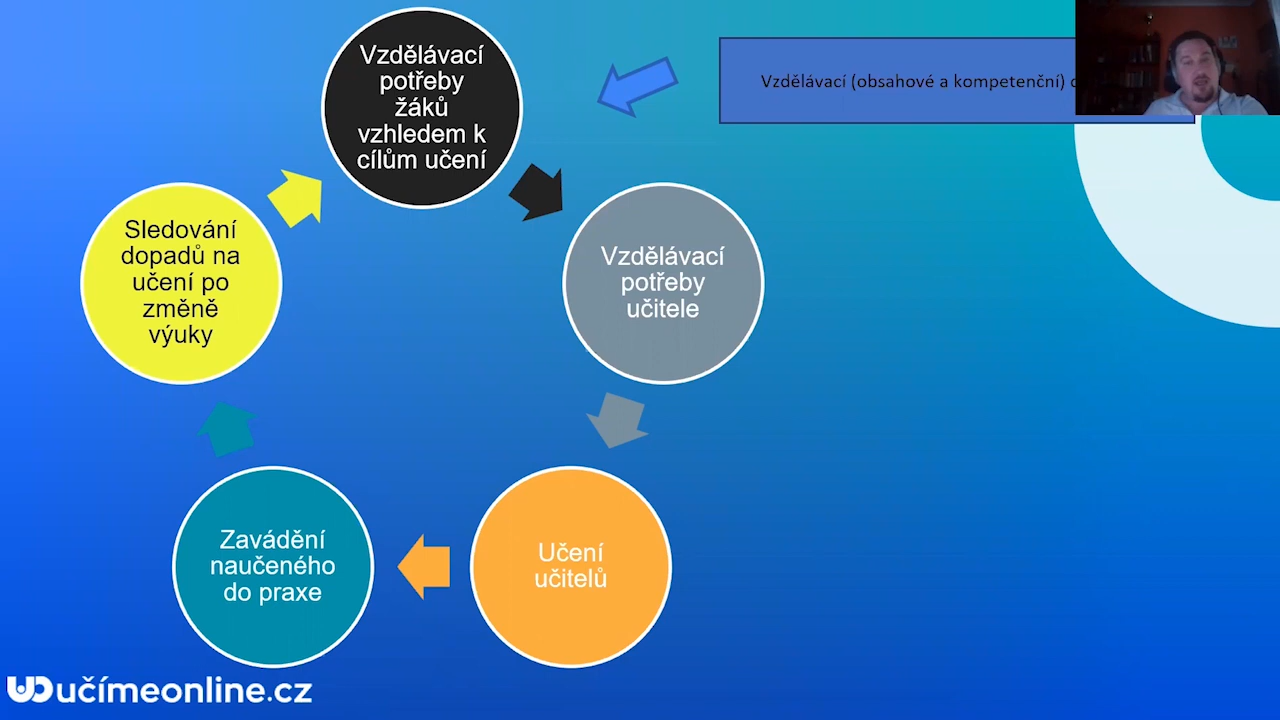 Vzdělávací
potřeby
žáků
vzhledem k
cílům učení
Vzdělávací (obsahové a kompetenční)
Vzdělávací
potřeby
učitele
Učení
učitelů
Zavádění
naučeného
do praxe
Sledování
dopadů na
učení po
změně
výuky
učímeonline.cz